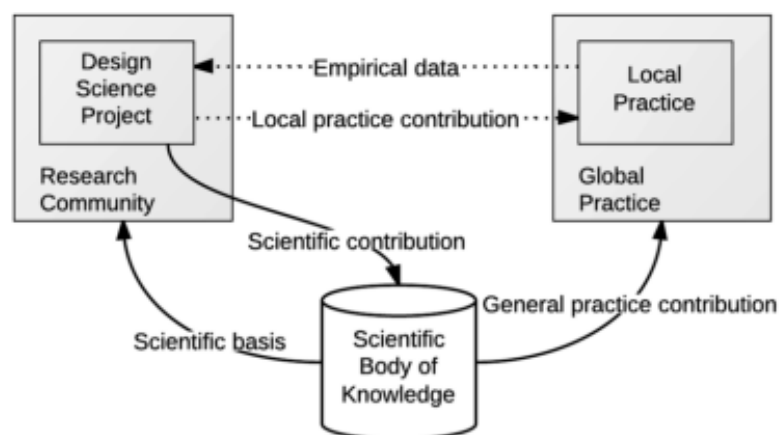 Design
Science
Project
Empirical data
Local
Practice
Local practice contribution
Research
Community
Global
Practice
Scientific contribution
General practice contribution
Scientific basis
Scientific
Body of
Knowledge